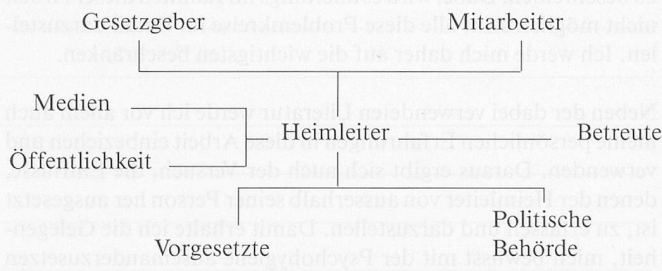 Gesetzgeber Mitarbeiter
Medien
Heimleiter Betreute
Öffentlichkeit
Politische
Vorgesetzte Behörde